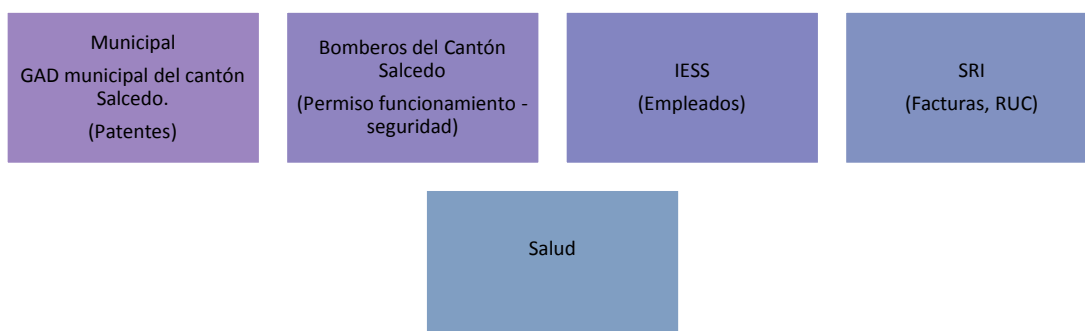 Municipal
GAD municipal del cantón
Salcedo.
(Patentes)
Bomberos del Cantón
Salcedo
(Permiso funcionamiento -
seguridad)
IESS
(Empleados)
SRI
(Facturas, RUC)
Salud